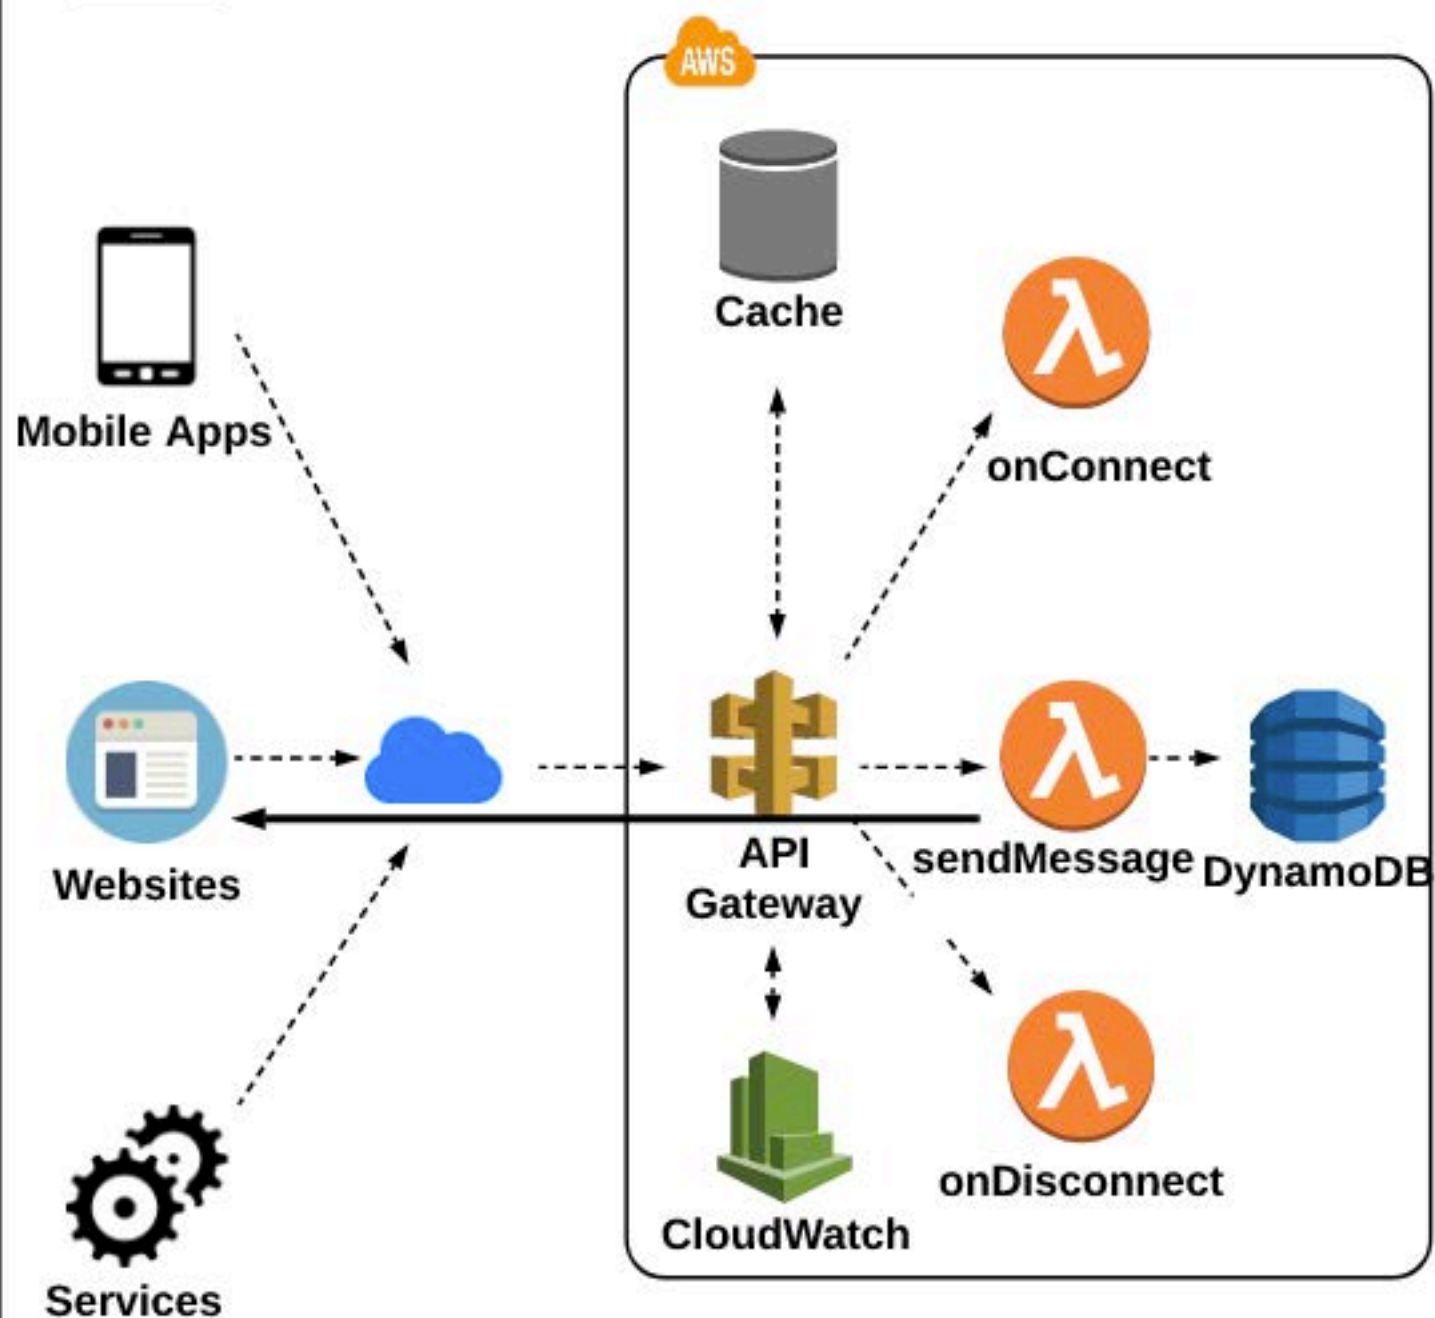 AWS
Cache
Mobile Apps
onConnect
Websites
API
Gateway
sendMessage
DynamoDB
CloudWatch
onDisconnect
Services